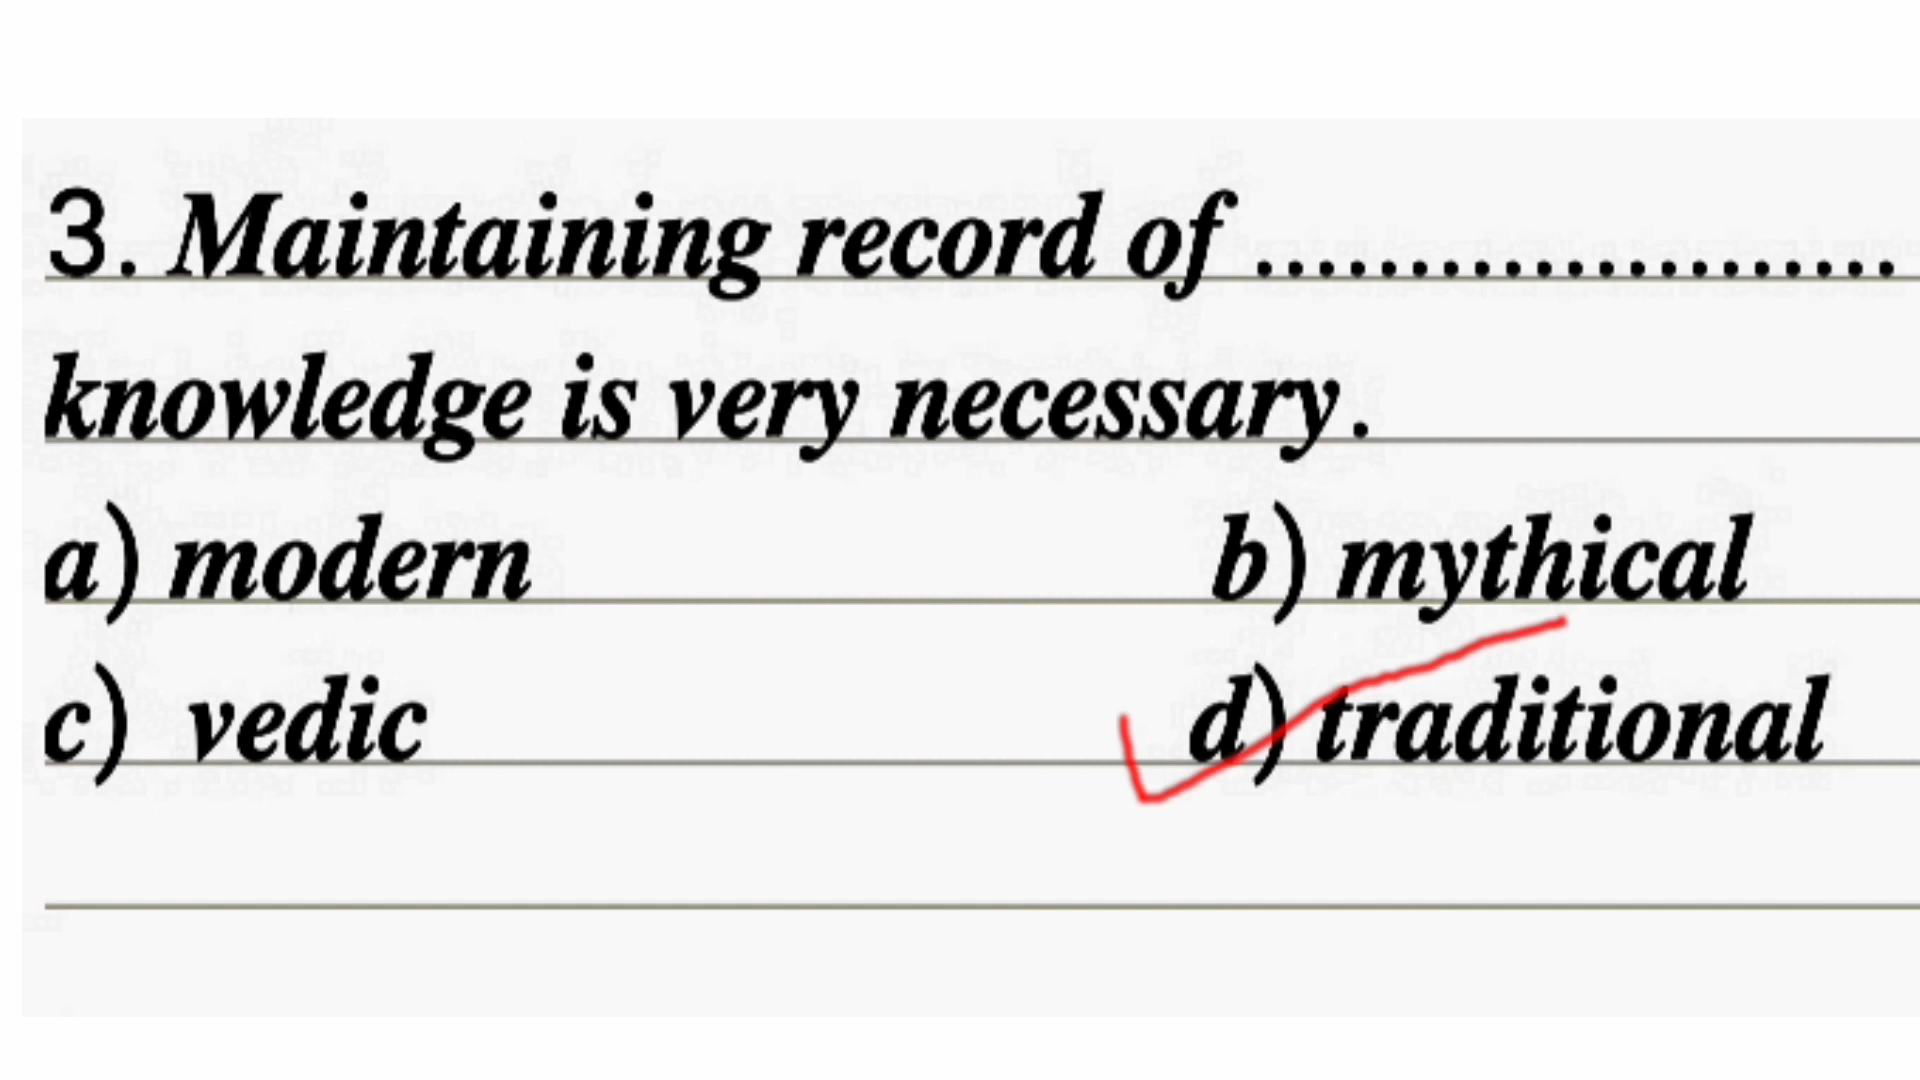 3. Maintaining record of .....................
knowledge is very necessary.
a) modern b) mythical
c) vedic d) traditional